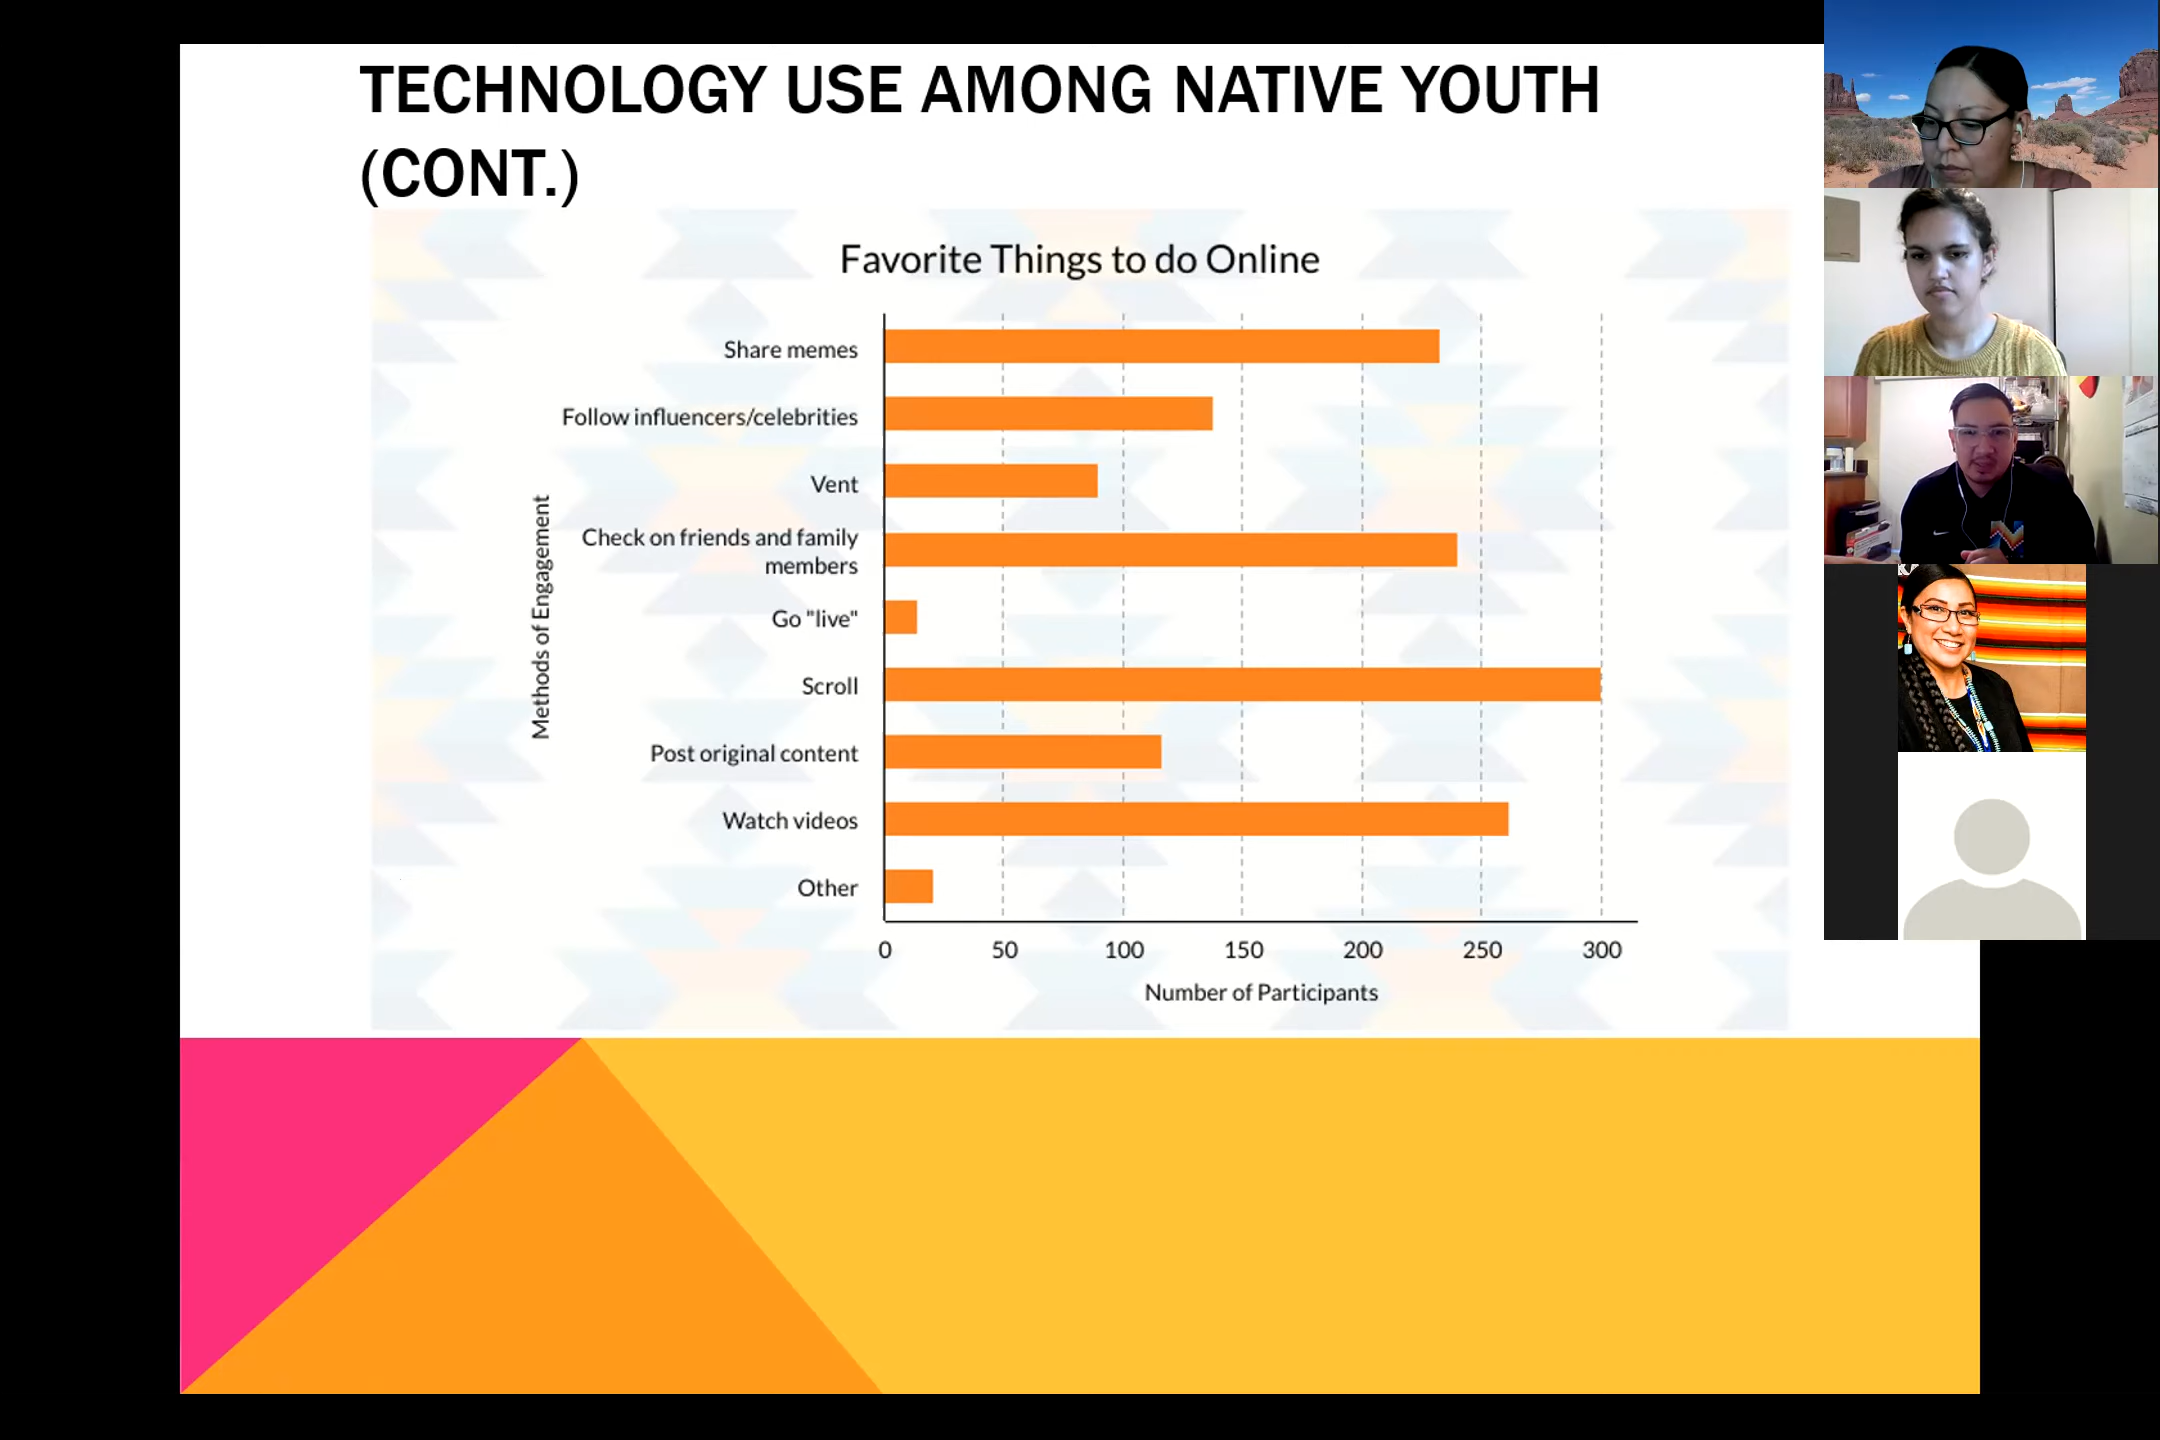 TECHNOLOGY USE AMONG NATIVE YOUTH
(CONT.)
Favorite Things to do Online
Methods of Engagement
Share memes
Follow influencers/celebrities
Vent
Check on friends and family
members
Go "live"
Scroll
Post original content
Watch videos
Other
0 50 100 150 200 250 300
Number of Participants